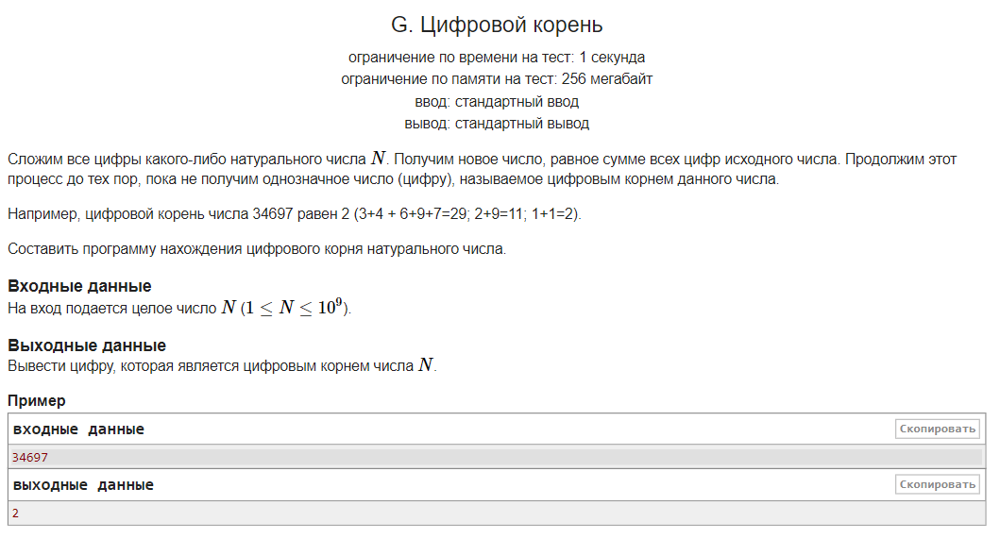 G. Цифровой корень
ограничение по времени на тест: 1 секунда
ограничение по памяти на тест: 256 мегабайт
ввод: стандартный ввод
вывод: стандартный вывод
Сложим все цифры какого-либо натурального числа N. Получим новое число, равное сумме всех цифр исходного числа. Продолжим этот
процесс до тех пор, пока не получим однозначное число (цифру), называемое цифровым корнем данного числа.
Например, цифровой корень числа 34697 равен 2 (3+4 + 6+9+7=29; 2+9=11; 1+1=2).
Составить программу нахождения цифрового корня натурального числа.
Входные данные
На вход подается целое число N (1 ≤ N ≤ 10⁹).
Выходные данные
Вывести цифру, которая является цифровым корнем числа N.
Пример
входные данные Скопировать
34697
выходные данные Скопировать
2